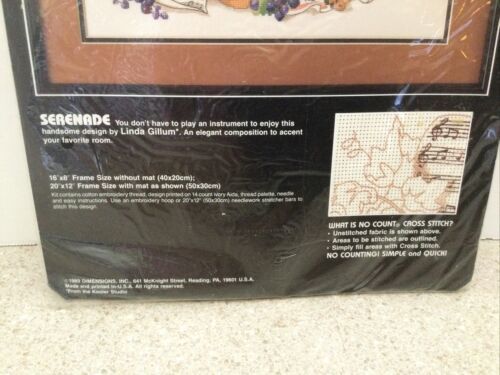 SERENADE You don't have to play an instrument to enjoy this
handsome design by Linda Gillum*. An elegant composition to accent
your favorite room.
16"x8" Frame Size without mat (40x20cm);
20"x12" Frame Size with mat as shown (50x30cm)
Kit contains cotton embroidery thread, design printed on 14 count ivory Aida, thread palette, needle
and easy instructions. Use an embroidery hoop or 20"x12" (50x30cm) needlework stretcher bars to
stitch this design.
WHAT IS NO COUNT® CROSS STITCH?
• Unstitched fabric is shown above.
• Areas to be stitched are outlined.
• Simply fill areas with Cross Stitch.
NO COUNTING! SIMPLE and QUICK!
DIMENSIONS, INC., 641 McKnight Street, Reading, PA, 19601 U.S.A.
Made and printed in U.S.A. All rights reserved.
*From the Kooler Studio